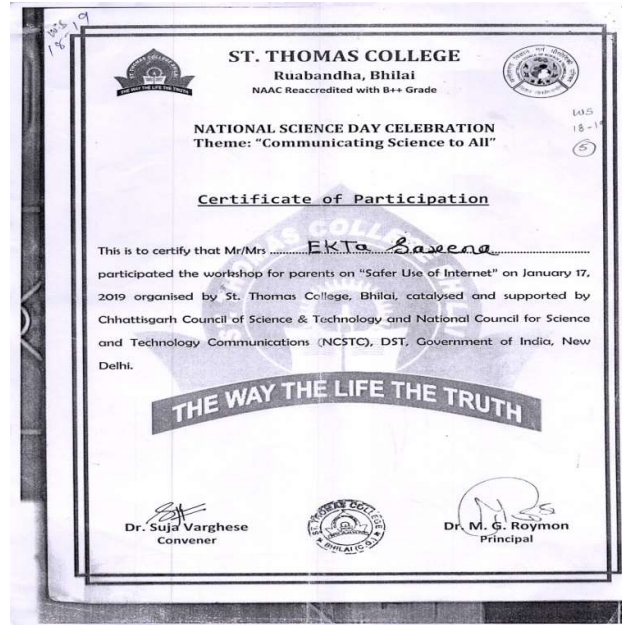 WS
18-19
ST. THOMAS COLLEGE
Ruabandha, Bhilai
NAAC Reaccredited with B++ Grade
WS
18-19
5
NATIONAL SCIENCE DAY CELEBRATION
Theme: “Communicating Science to All”
Certificate of Participation
This is to certify that Mr/Mrs EKTa Saxena
participated the workshop for parents on “Safer Use of Internet” on January 17,
2019 organised by St. Thomas College, Bhilai, catalysed and supported by
Chhattisgarh Council of Science & Technology and National Council for Science
and Technology Communications (NCSTC), DST, Government of India, New
Delhi.
THE WAY THE LIFE THE TRUTH
Dr. Suja Varghese
Convener
ST. THOMAS COLLEGE
BHILAI (C.G.)
Dr. M. G. Roymon
Principal